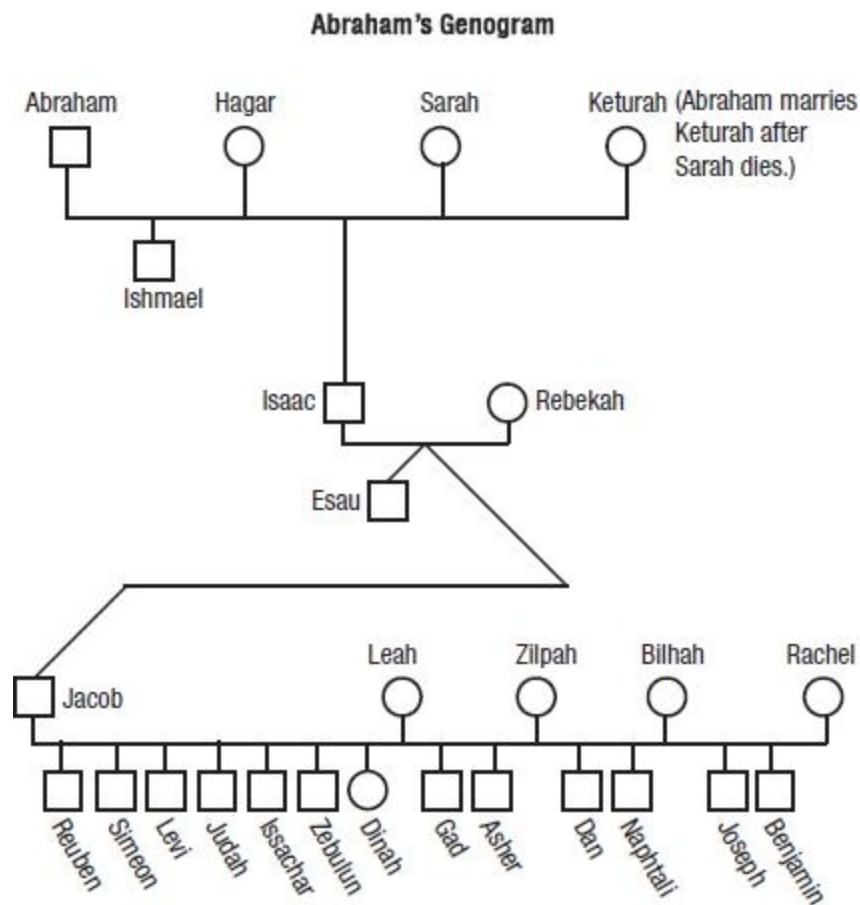 Abraham's Genogram
Abraham
Hagar
Sarah
Keturah (Abraham marries
Keturah after
Sarah dies.)
Ishmael
Isaac
Rebekah
Esau
Leah
Zilpah
Bilhah
Rachel
Jacob
Reuben
Simeon
Levi
Judah
Issachar
Zebulun
Dinah
Gad
Asher
Dan
Naphtali
Joseph
Benjamin